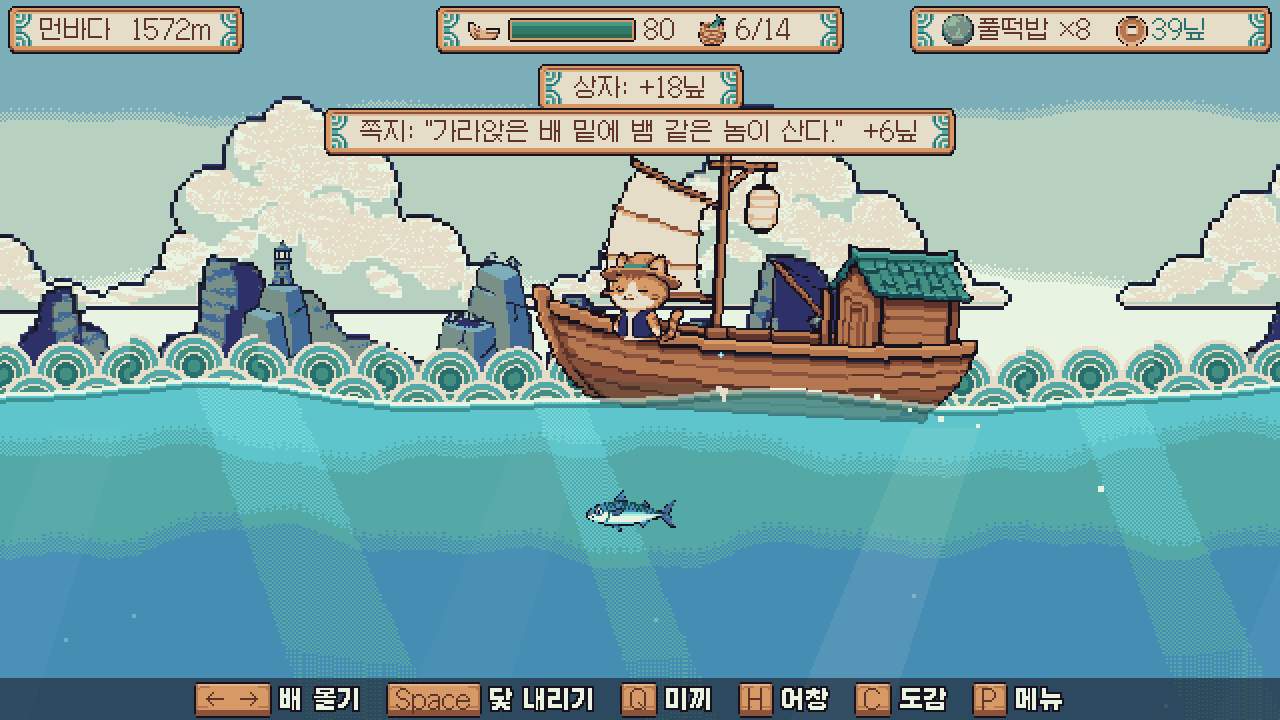 먼바다 1572m
80 6/14
풀떡밥 ×8 39닢
상자: +18닢
쪽지: "가라앉은 배 밑에 뱀 같은 놈이 산다." +6닢
← → 배 몰기 Space 닻 내리기 Q 미끼 H 어창 C 도감 P 메뉴